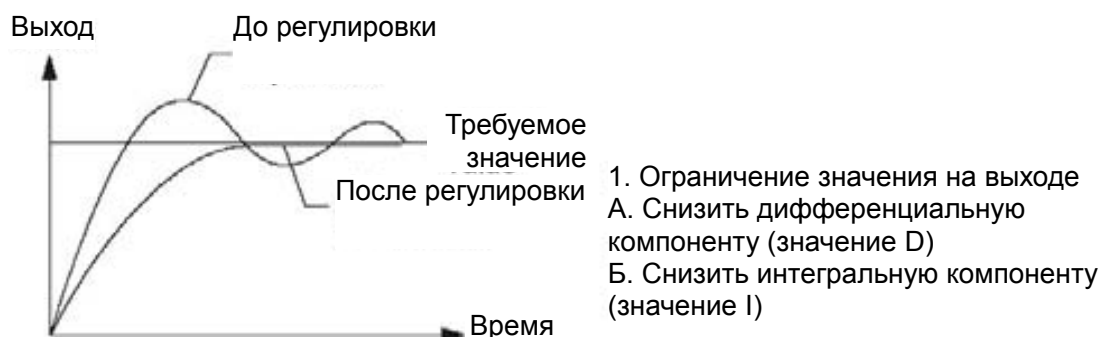 Выход
До регулировки
Требуемое
значение
После регулировки
Время
1. Ограничение значения на выходе
А. Снизить дифференциальную
компоненту (значение D)
Б. Снизить интегральную компоненту
(значение I)